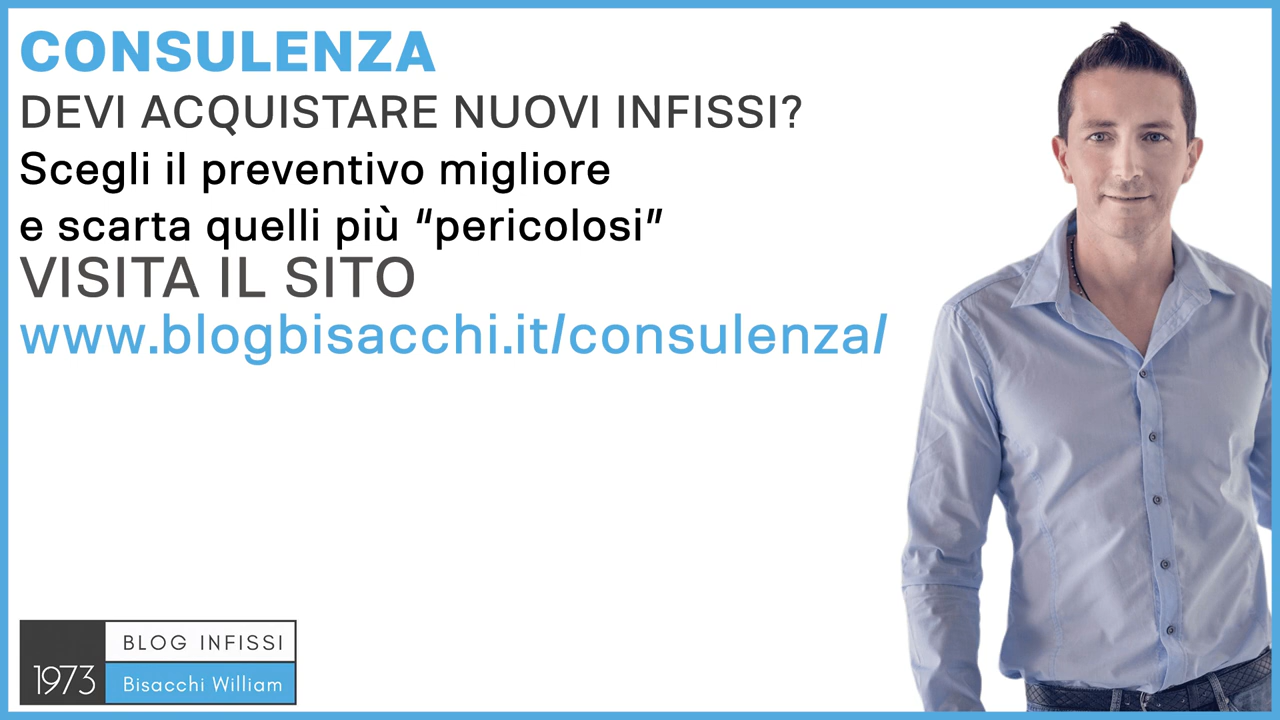 CONSULENZA
DEVI ACQUISTARE NUOVI INFISSI?
Scegli il preventivo migliore
e scarta quelli più “pericolosi”
VISITA IL SITO
www.blogbisacchi.it/consulenza/
BLOG INFISSI
1973 Bisacchi William